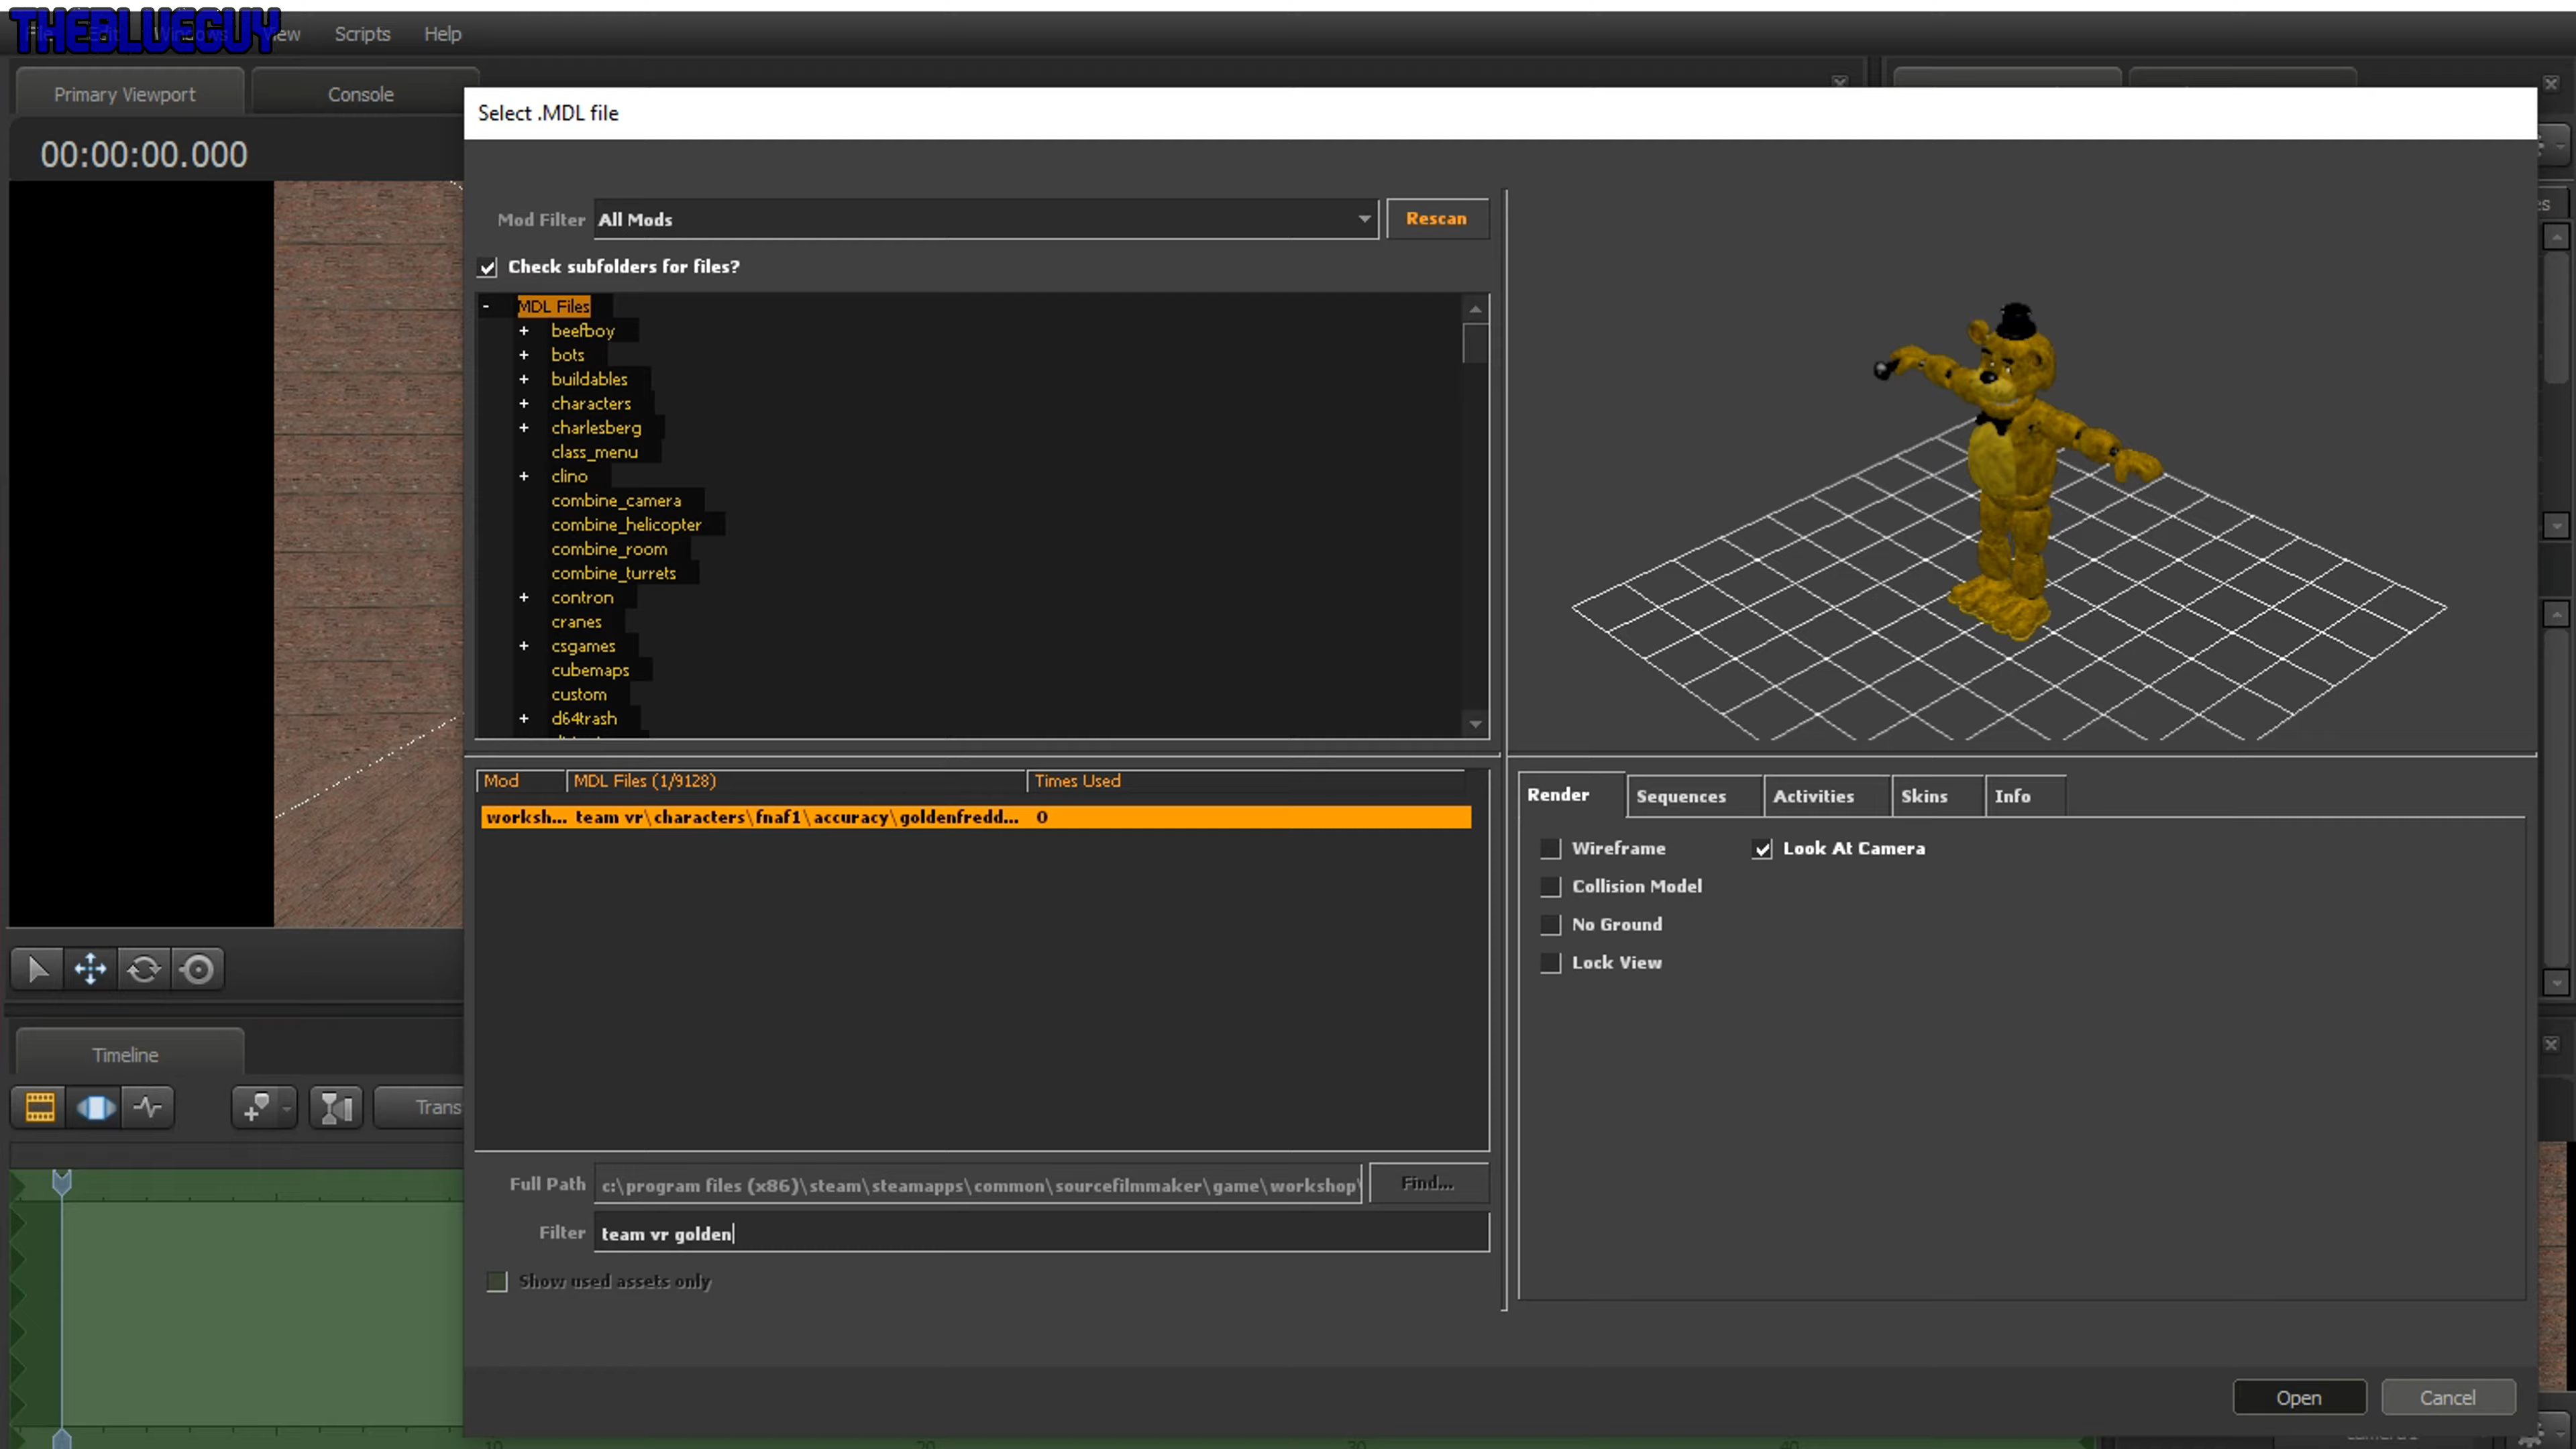 THEBLUEGUY
File Edit Windows View Scripts Help
Primary Viewport Console
00:00:00.000
Select .MDL file
Mod Filter All Mods Rescan
Check subfolders for files?
- MDL Files
+ beefboy
+ bots
+ buildables
+ characters
+ charlesberg
class_menu
+ clino
combine_camera
combine_helicopter
combine_room
combine_turrets
+ contron
cranes
+ csgames
cubemaps
custom
+ d64trash
Mod MDL Files (1/9128) Times Used
worksh... team vr\characters\fnaf1\accuracy\goldenfredd... 0
Full Path c:\program files (x86)\steam\steamapps\common\sourcefilmmaker\game\workshop\ Find...
Filter team vr golden
Show used assets only
Render Sequences Activities Skins Info
Wireframe Look At Camera
Collision Model
No Ground
Lock View
Timeline
Trans
Open Cancel